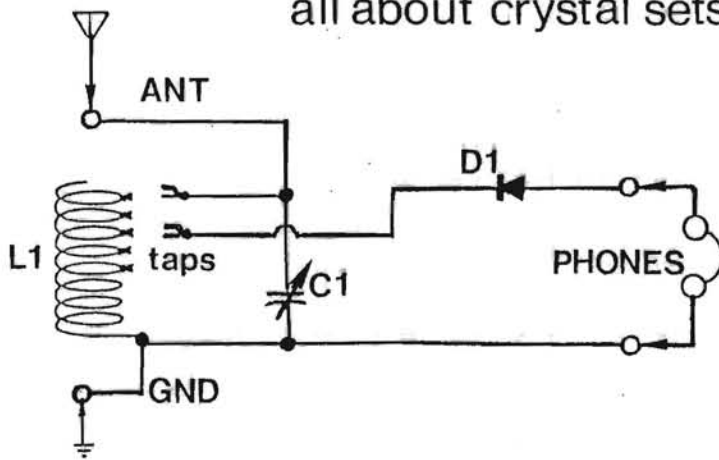 all about crystal sets
ANT
D1
L1
taps
C1
PHONES
GND